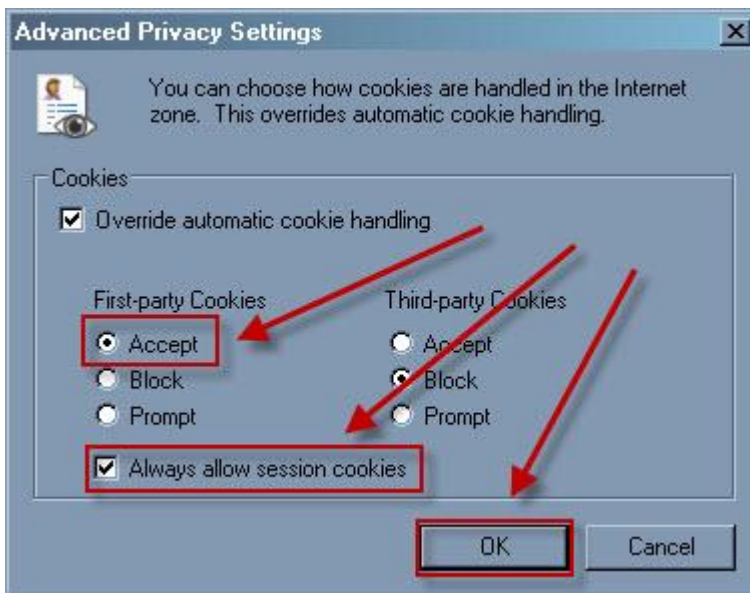 Advanced Privacy Settings
You can choose how cookies are handled in the Internet
zone. This overrides automatic cookie handling.
Cookies
Override automatic cookie handling
First-party Cookies Third-party Cookies
Accept Accept
Block Block
Prompt Prompt
Always allow session cookies
OK Cancel